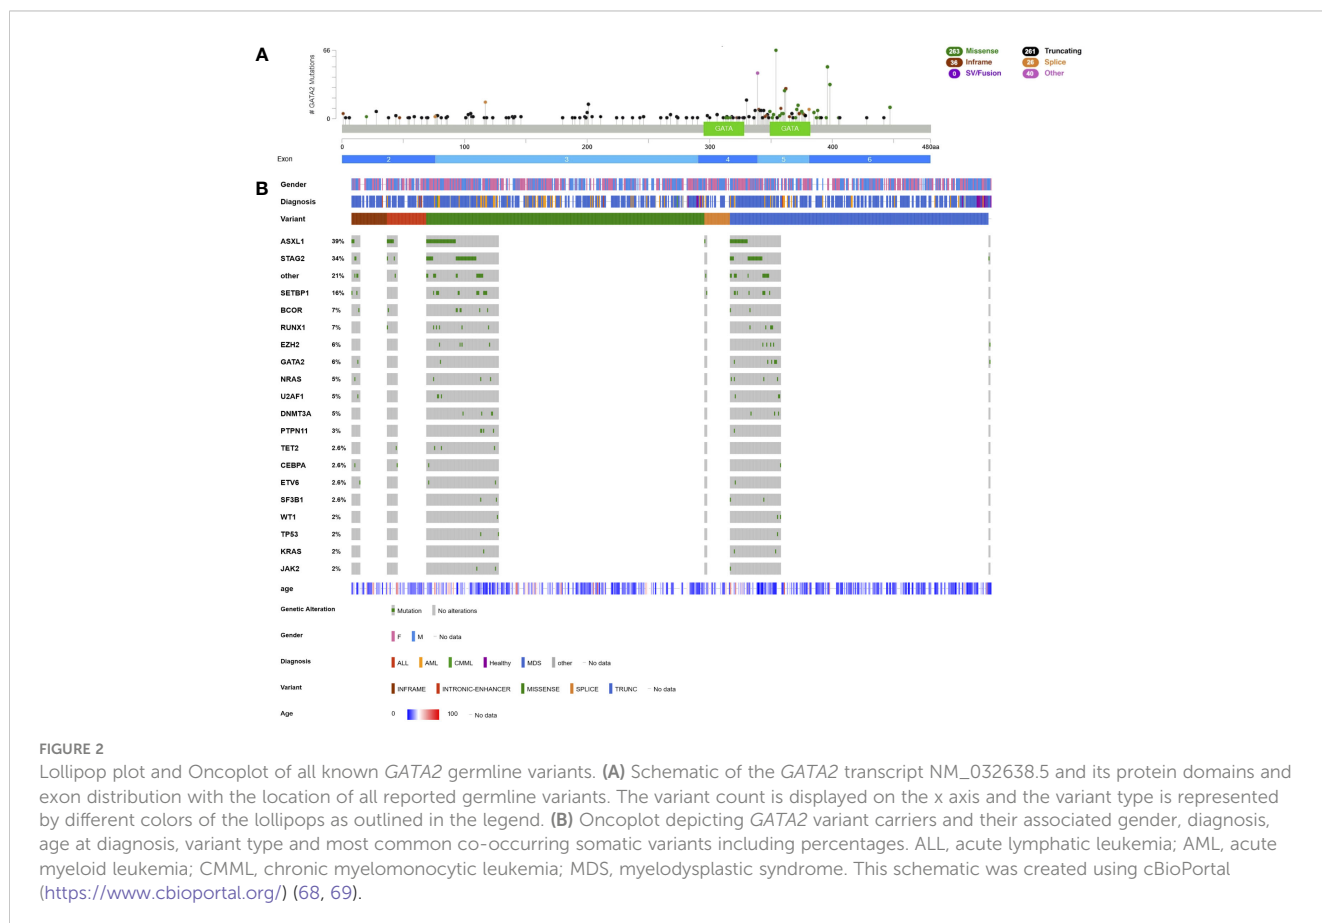 A
66
# GATA2 Mutations
0
263 Missense
261 Truncating
36 Inframe
26 Splice
0 SV/Fusion
40 Other
GATA
GATA
0
100
200
300
400
480aa
Exon
2
3
4
5
6
B
Gender
Diagnosis
Variant
ASXL1 39%
STAG2 34%
other 21%
SETBP1 16%
BCOR 7%
RUNX1 7%
EZH2 6%
GATA2 6%
NRAS 5%
U2AF1 5%
DNMT3A 5%
PTPN11 3%
TET2 2.6%
CEBPA 2.6%
ETV6 2.6%
SF3B1 2.6%
WT1 2%
TP53 2%
KRAS 2%
JAK2 2%
age
Genetic Alteration Mutation No alterations
Gender F M – No data
Diagnosis ALL AML CMML Healthy MDS other – No data
Variant INFRAME INTRONIC-ENHANCER MISSENSE SPLICE TRUNC – No data
Age 0 100 – No data
FIGURE 2
Lollipop plot and Oncoplot of all known GATA2 germline variants. (A) Schematic of the GATA2 transcript NM_032638.5 and its protein domains and
exon distribution with the location of all reported germline variants. The variant count is displayed on the x axis and the variant type is represented
by different colors of the lollipops as outlined in the legend. (B) Oncoplot depicting GATA2 variant carriers and their associated gender, diagnosis,
age at diagnosis, variant type and most common co-occurring somatic variants including percentages. ALL, acute lymphatic leukemia; AML, acute
myeloid leukemia; CMML, chronic myelomonocytic leukemia; MDS, myelodysplastic syndrome. This schematic was created using cBioPortal
(https://www.cbioportal.org/) (68, 69).